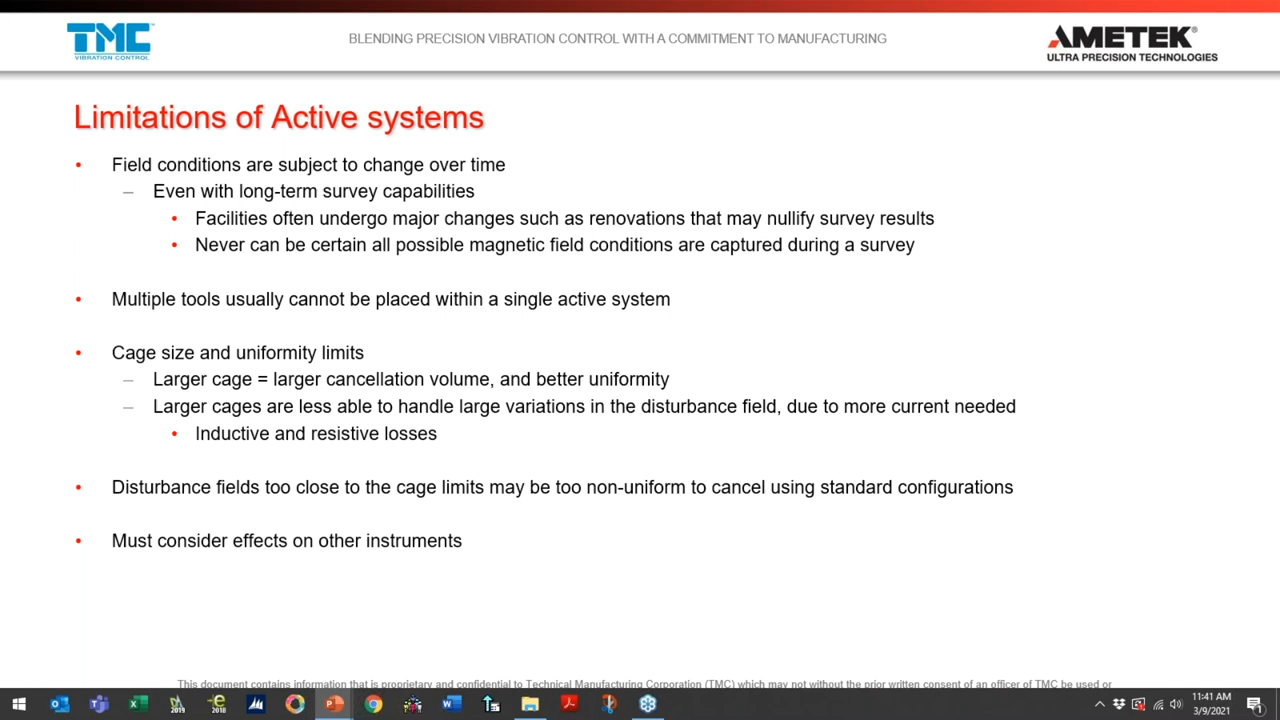 TMC
VIBRATION CONTROL
BLENDING PRECISION VIBRATION CONTROL WITH A COMMITMENT TO MANUFACTURING
AMETEK®
ULTRA PRECISION TECHNOLOGIES
Limitations of Active systems
• Field conditions are subject to change over time
– Even with long-term survey capabilities
• Facilities often undergo major changes such as renovations that may nullify survey results
• Never can be certain all possible magnetic field conditions are captured during a survey
• Multiple tools usually cannot be placed within a single active system
• Cage size and uniformity limits
– Larger cage = larger cancellation volume, and better uniformity
– Larger cages are less able to handle large variations in the disturbance field, due to more current needed
• Inductive and resistive losses
• Disturbance fields too close to the cage limits may be too non-uniform to cancel using standard configurations
• Must consider effects on other instruments
This document contains information that is proprietary and confidential to Technical Manufacturing Corporation (TMC) which may not without the prior written consent of an officer of TMC be used or
2019
2018
11:41 AM
3/9/2021